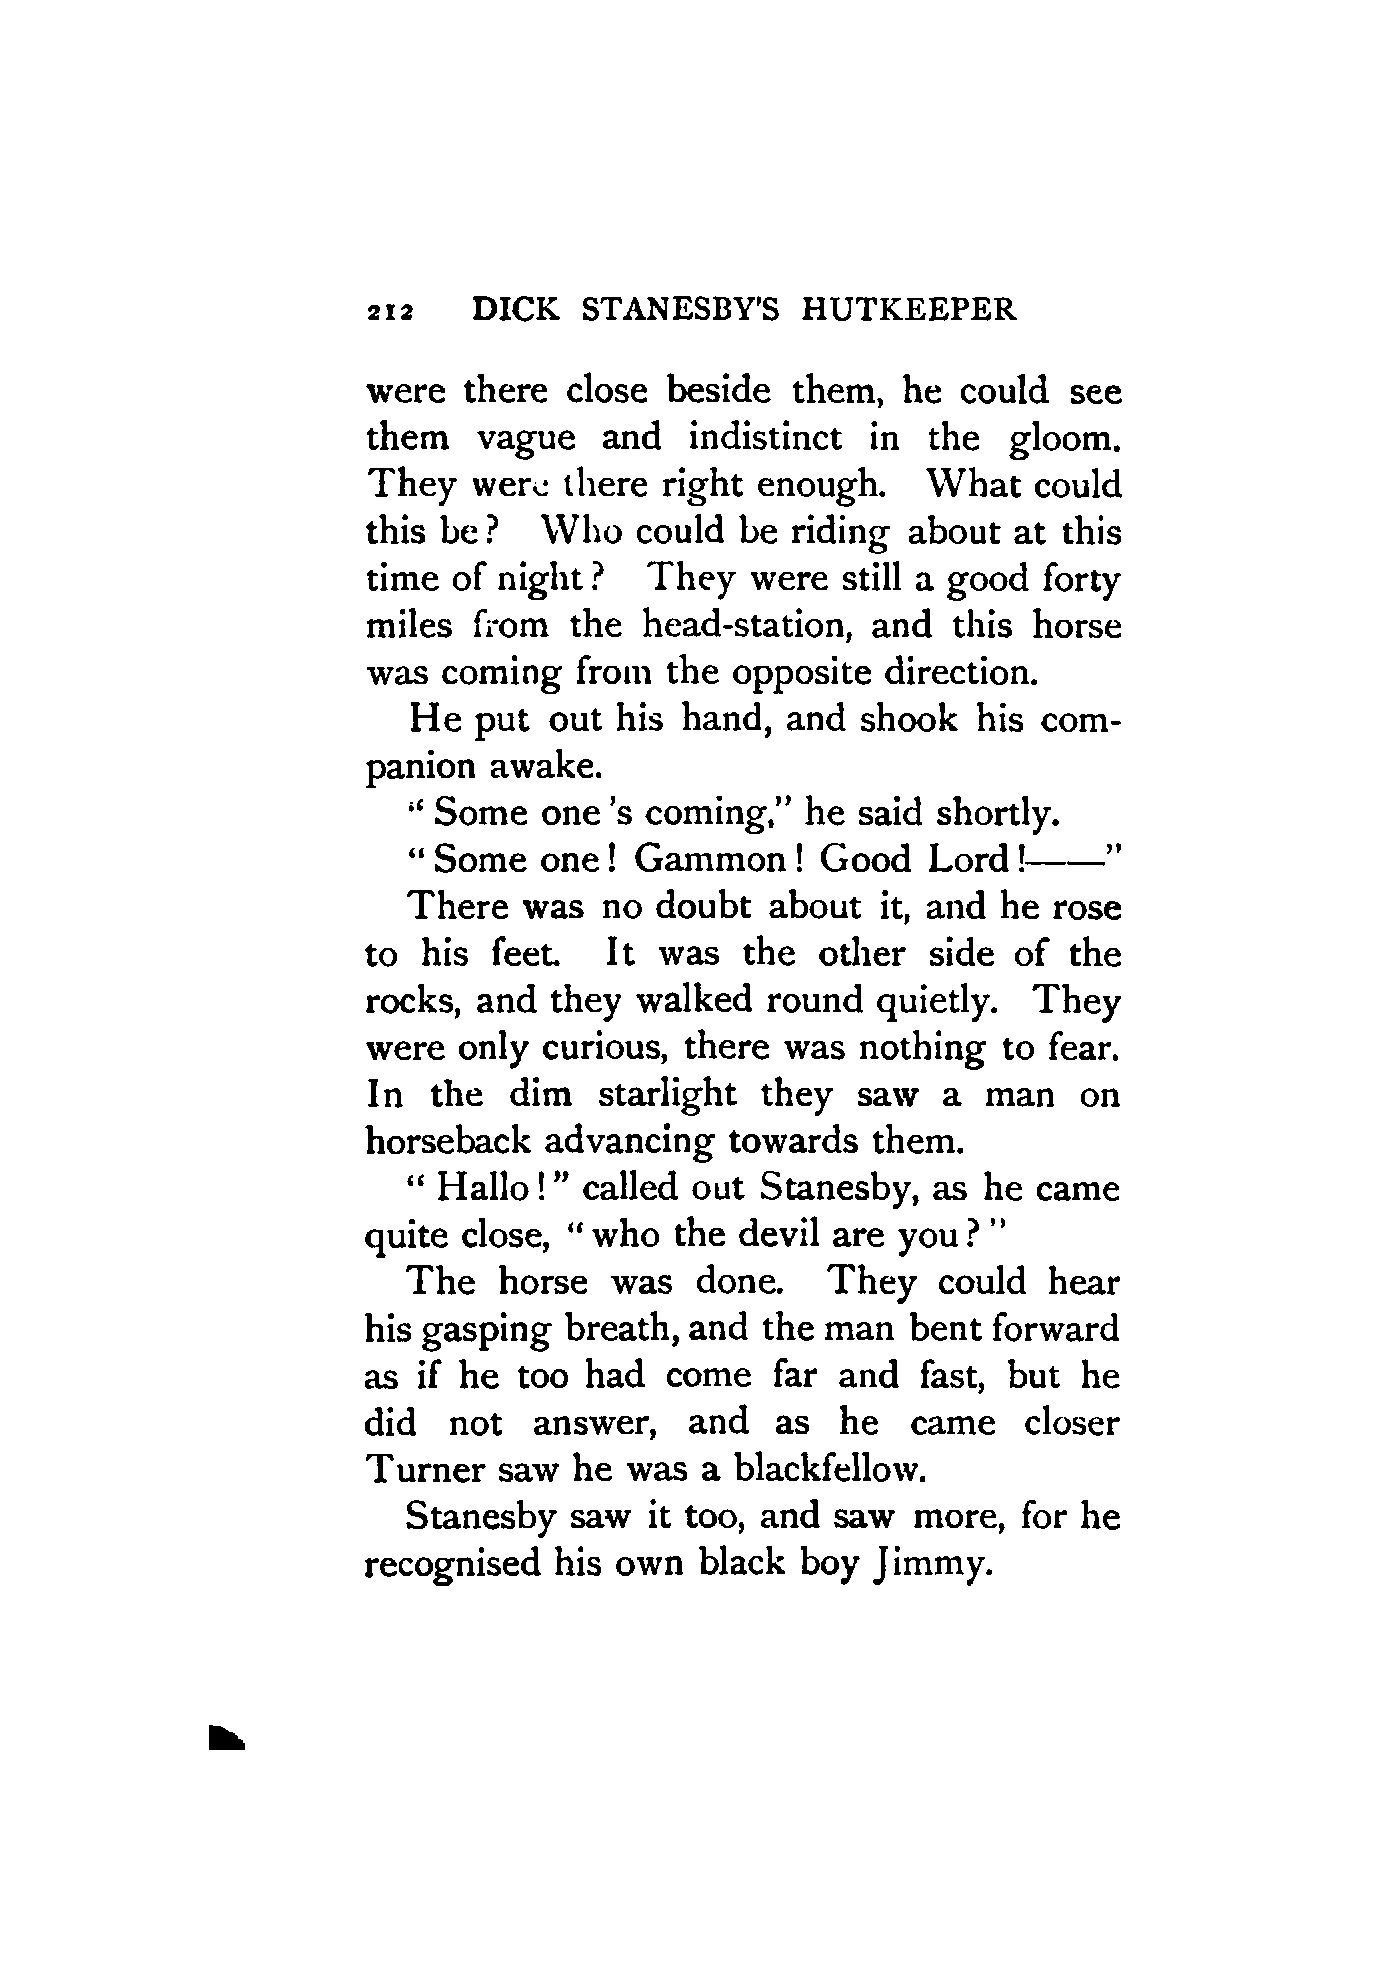 212 DICK STANESBY'S HUTKEEPER
were there close beside them, he could see
them vague and indistinct in the gloom.
They were there right enough. What could
this be? Who could be riding about at this
time of night? They were still a good forty
miles from the head-station, and this horse
was coming from the opposite direction.
He put out his hand, and shook his com-
panion awake.
"Some one 's coming," he said shortly.
"Some one! Gammon! Good Lord!——"
There was no doubt about it, and he rose
to his feet. It was the other side of the
rocks, and they walked round quietly. They
were only curious, there was nothing to fear.
In the dim starlight they saw a man on
horseback advancing towards them.
"Hallo!" called out Stanesby, as he came
quite close, "who the devil are you?"
The horse was done. They could hear
his gasping breath, and the man bent forward
as if he too had come far and fast, but he
did not answer, and as he came closer
Turner saw he was a blackfellow.
Stanesby saw it too, and saw more, for he
recognised his own black boy Jimmy.